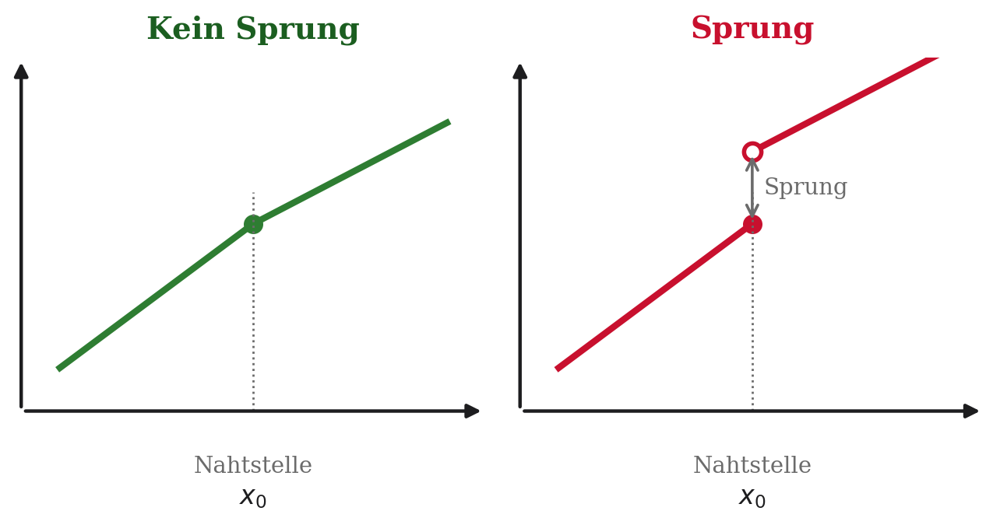 Kein Sprung
Nahtstelle
x₀
Sprung
Sprung
Nahtstelle
x₀